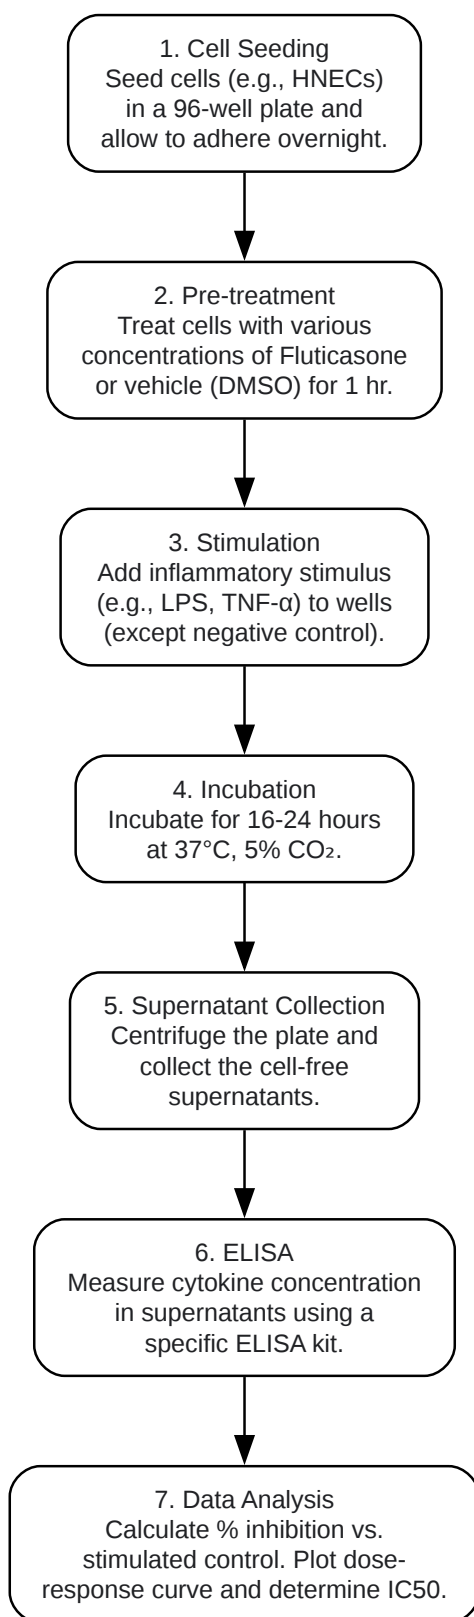 1. Cell Seeding
Seed cells (e.g., HNECs)
in a 96-well plate and
allow to adhere overnight.
2. Pre-treatment
Treat cells with various
concentrations of Fluticasone
or vehicle (DMSO) for 1 hr.
3. Stimulation
Add inflammatory stimulus
(e.g., LPS, TNF-α) to wells
(except negative control).
4. Incubation
Incubate for 16-24 hours
at 37°C, 5% CO₂.
5. Supernatant Collection
Centrifuge the plate and
collect the cell-free
supernatants.
6. ELISA
Measure cytokine concentration
in supernatants using a
specific ELISA kit.
7. Data Analysis
Calculate % inhibition vs.
stimulated control. Plot dose-
response curve and determine IC50.